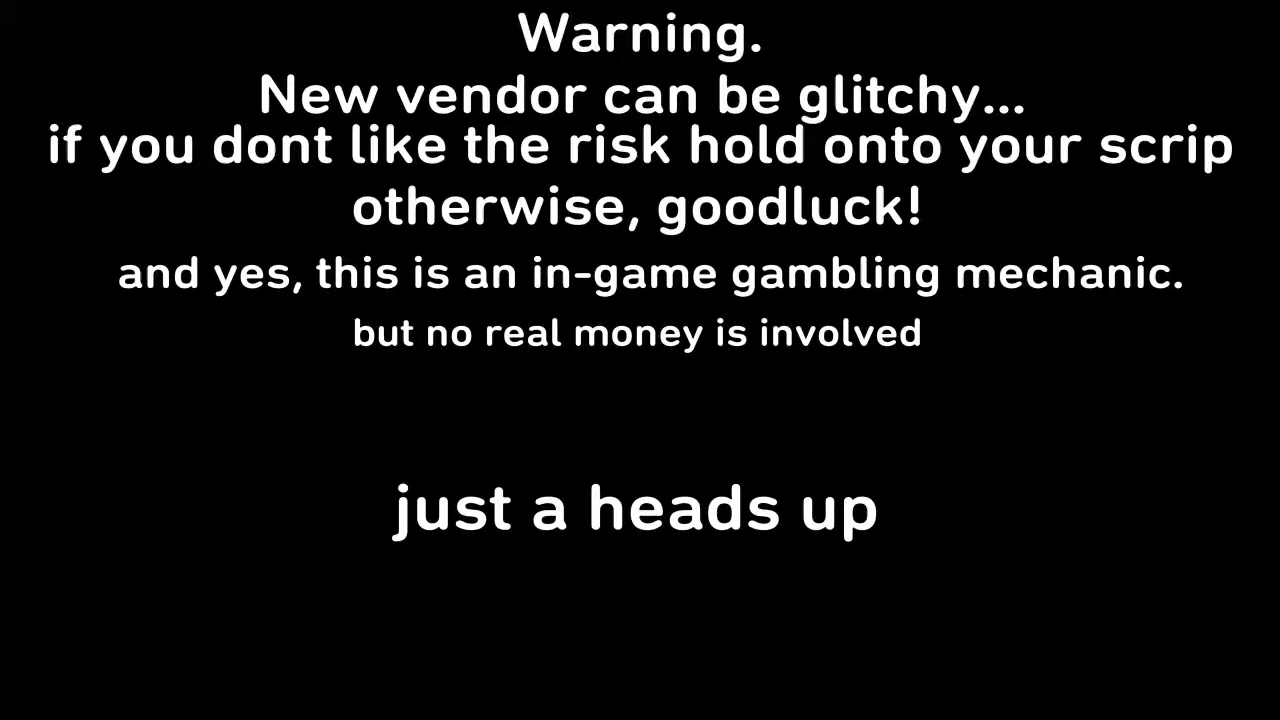 Warning.
New vendor can be glitchy...
if you dont like the risk hold onto your scrip
otherwise, goodluck!
and yes, this is an in-game gambling mechanic.
but no real money is involved
just a heads up